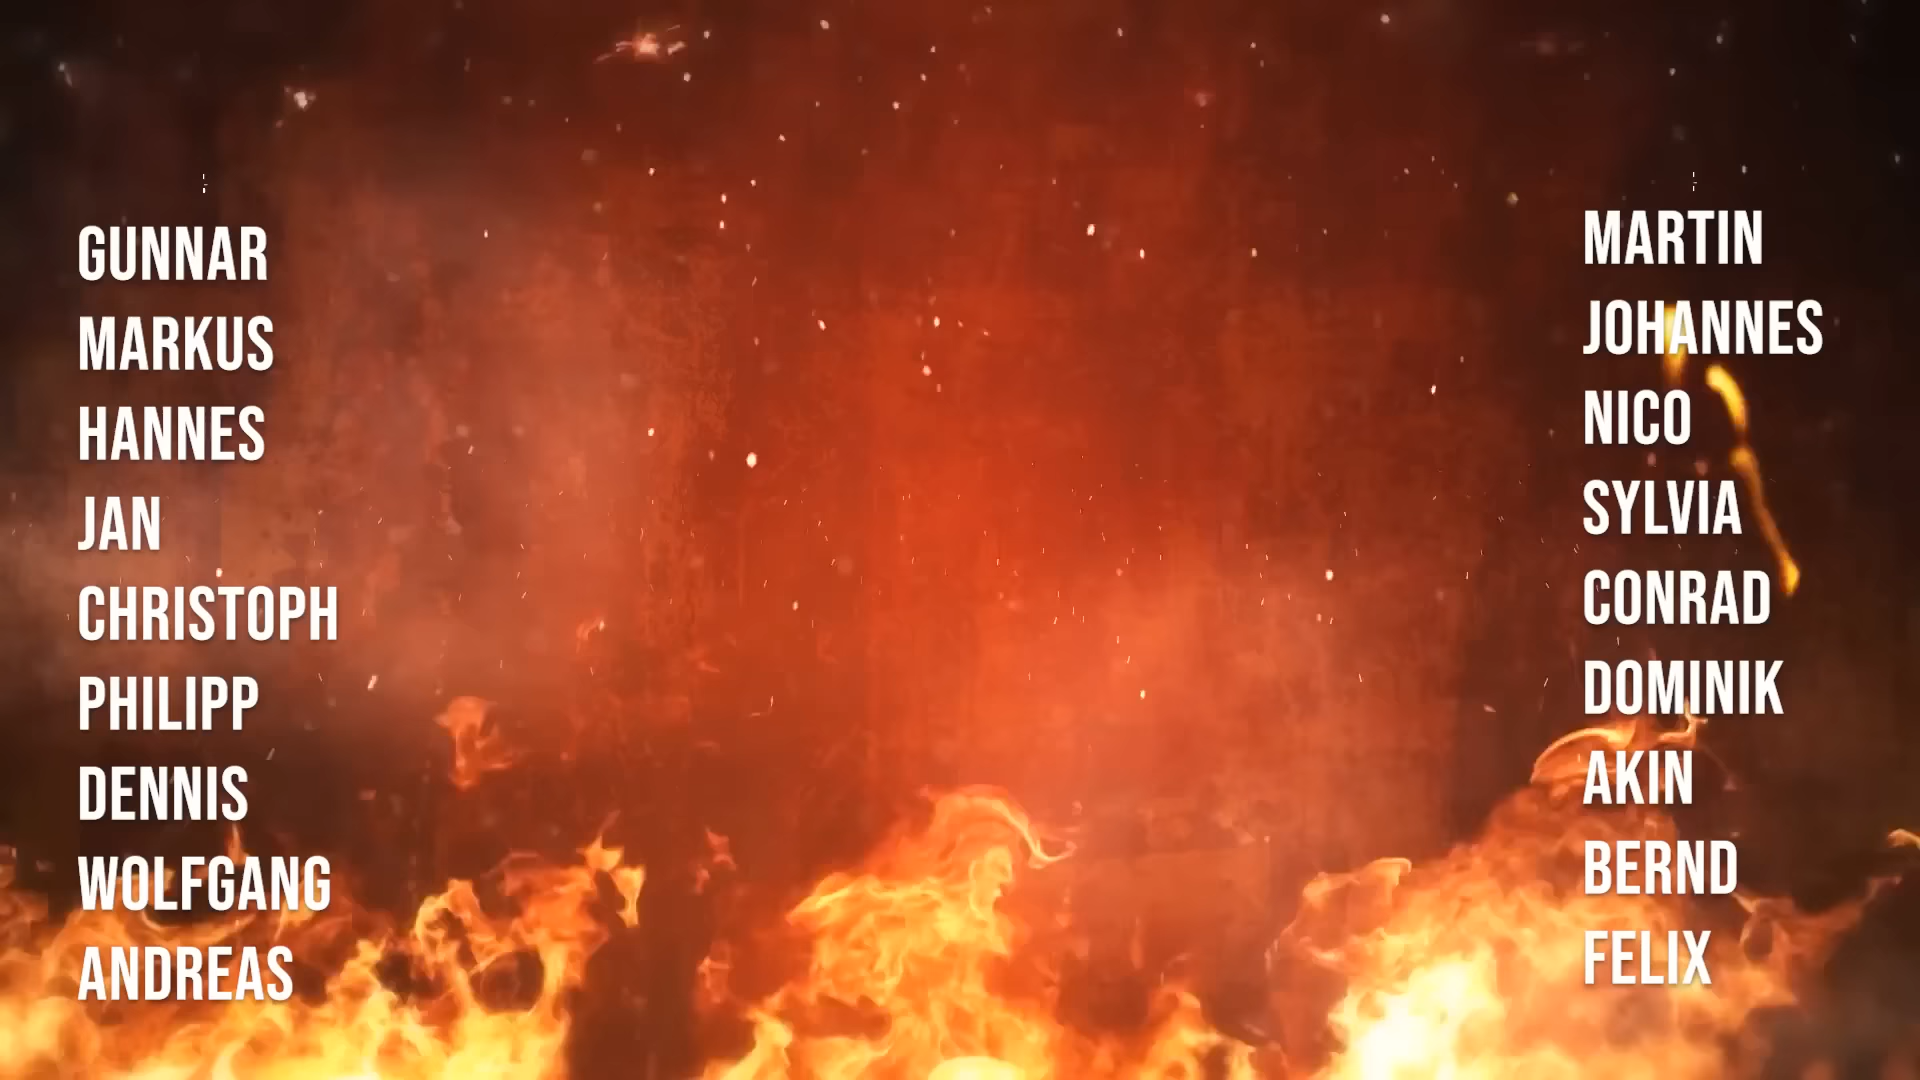 GUNNAR
MARKUS
HANNES
JAN
CHRISTOPH
PHILIPP
DENNIS
WOLFGANG
ANDREAS
MARTIN
JOHANNES
NICO
SYLVIA
CONRAD
DOMINIK
AKIN
BERND
FELIX